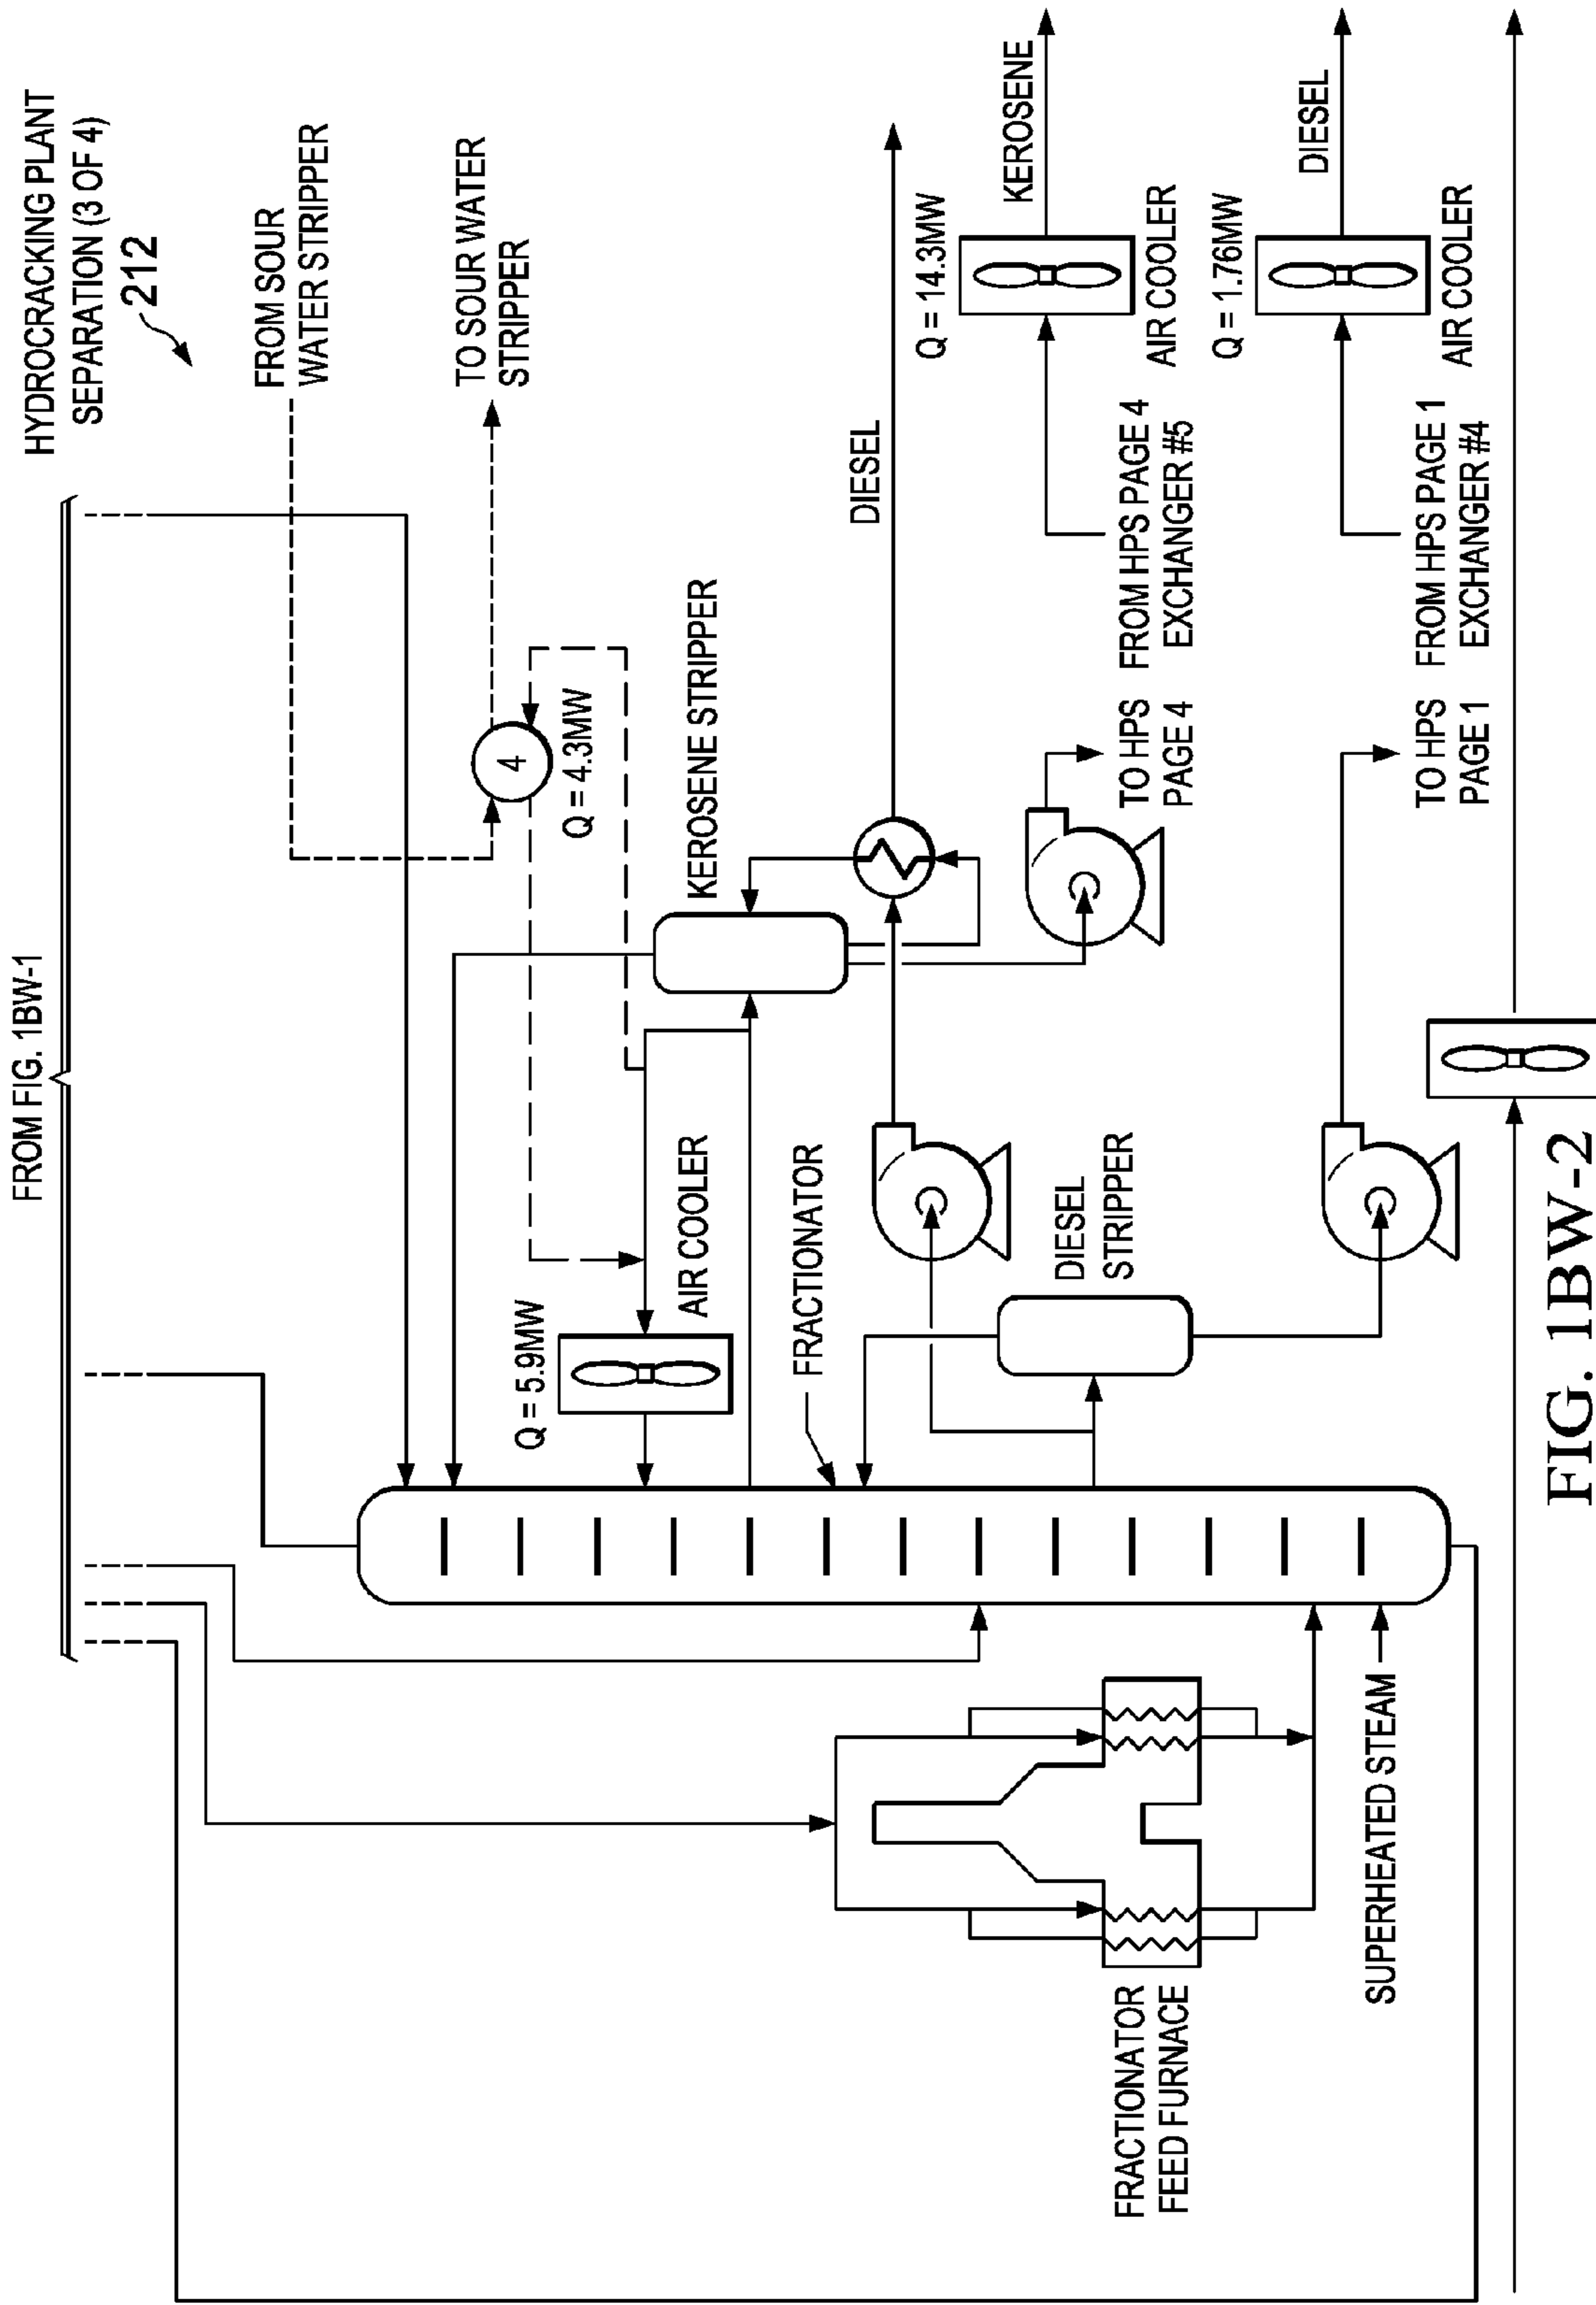 FROM FIG. 1BW-1
HYDROCRACKING PLANT
SEPARATION (3 OF 4)
212
FROM SOUR
WATER STRIPPER
TO SOUR WATER
STRIPPER
4
Q = 4.3MW
Q = 5.9MW
AIR COOLER
KEROSENE STRIPPER
FRACTIONATOR
DIESEL
Q = 14.3MW
KEROSENE
AIR COOLER
TO HPS
PAGE 4
FROM HPS PAGE 4
EXCHANGER #5
DIESEL
STRIPPER
Q = 1.76MW
DIESEL
AIR COOLER
TO HPS
PAGE 1
FROM HPS PAGE 1
EXCHANGER #4
FRACTIONATOR
FEED FURNACE
SUPERHEATED STEAM
FIG. 1BW-2